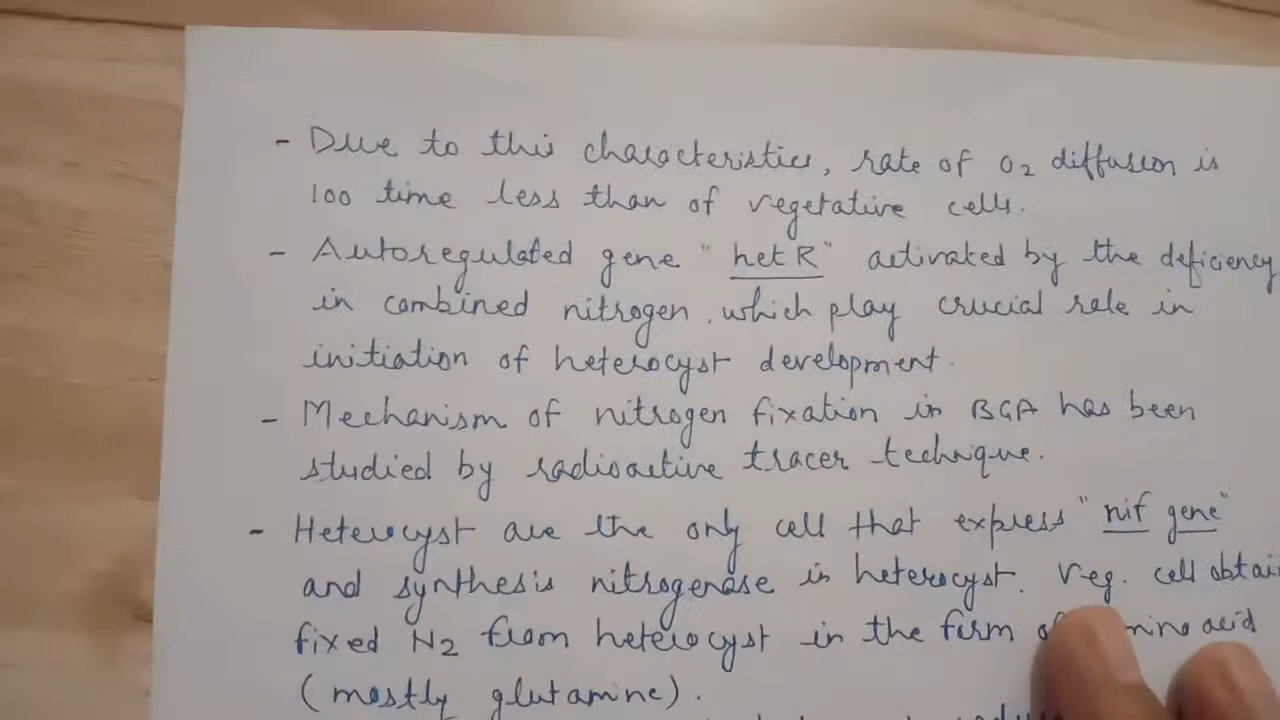 - Due to this characteristics, rate of O2 diffusion is
100 time less than of vegetative cells.
- Autoregulated gene "hetR" activated by the deficiency
in combined nitrogen, which play crucial role in
initiation of heterocyst development.
- Mechanism of nitrogen fixation in BGA has been
studied by radioactive tracer technique.
- Heterocyst are the only cell that express "nif gene"
and synthesis nitrogenase in heterocyst. Veg. cell obtai
fixed N2 from heterocyst in the form acid
(mostly glutamine).